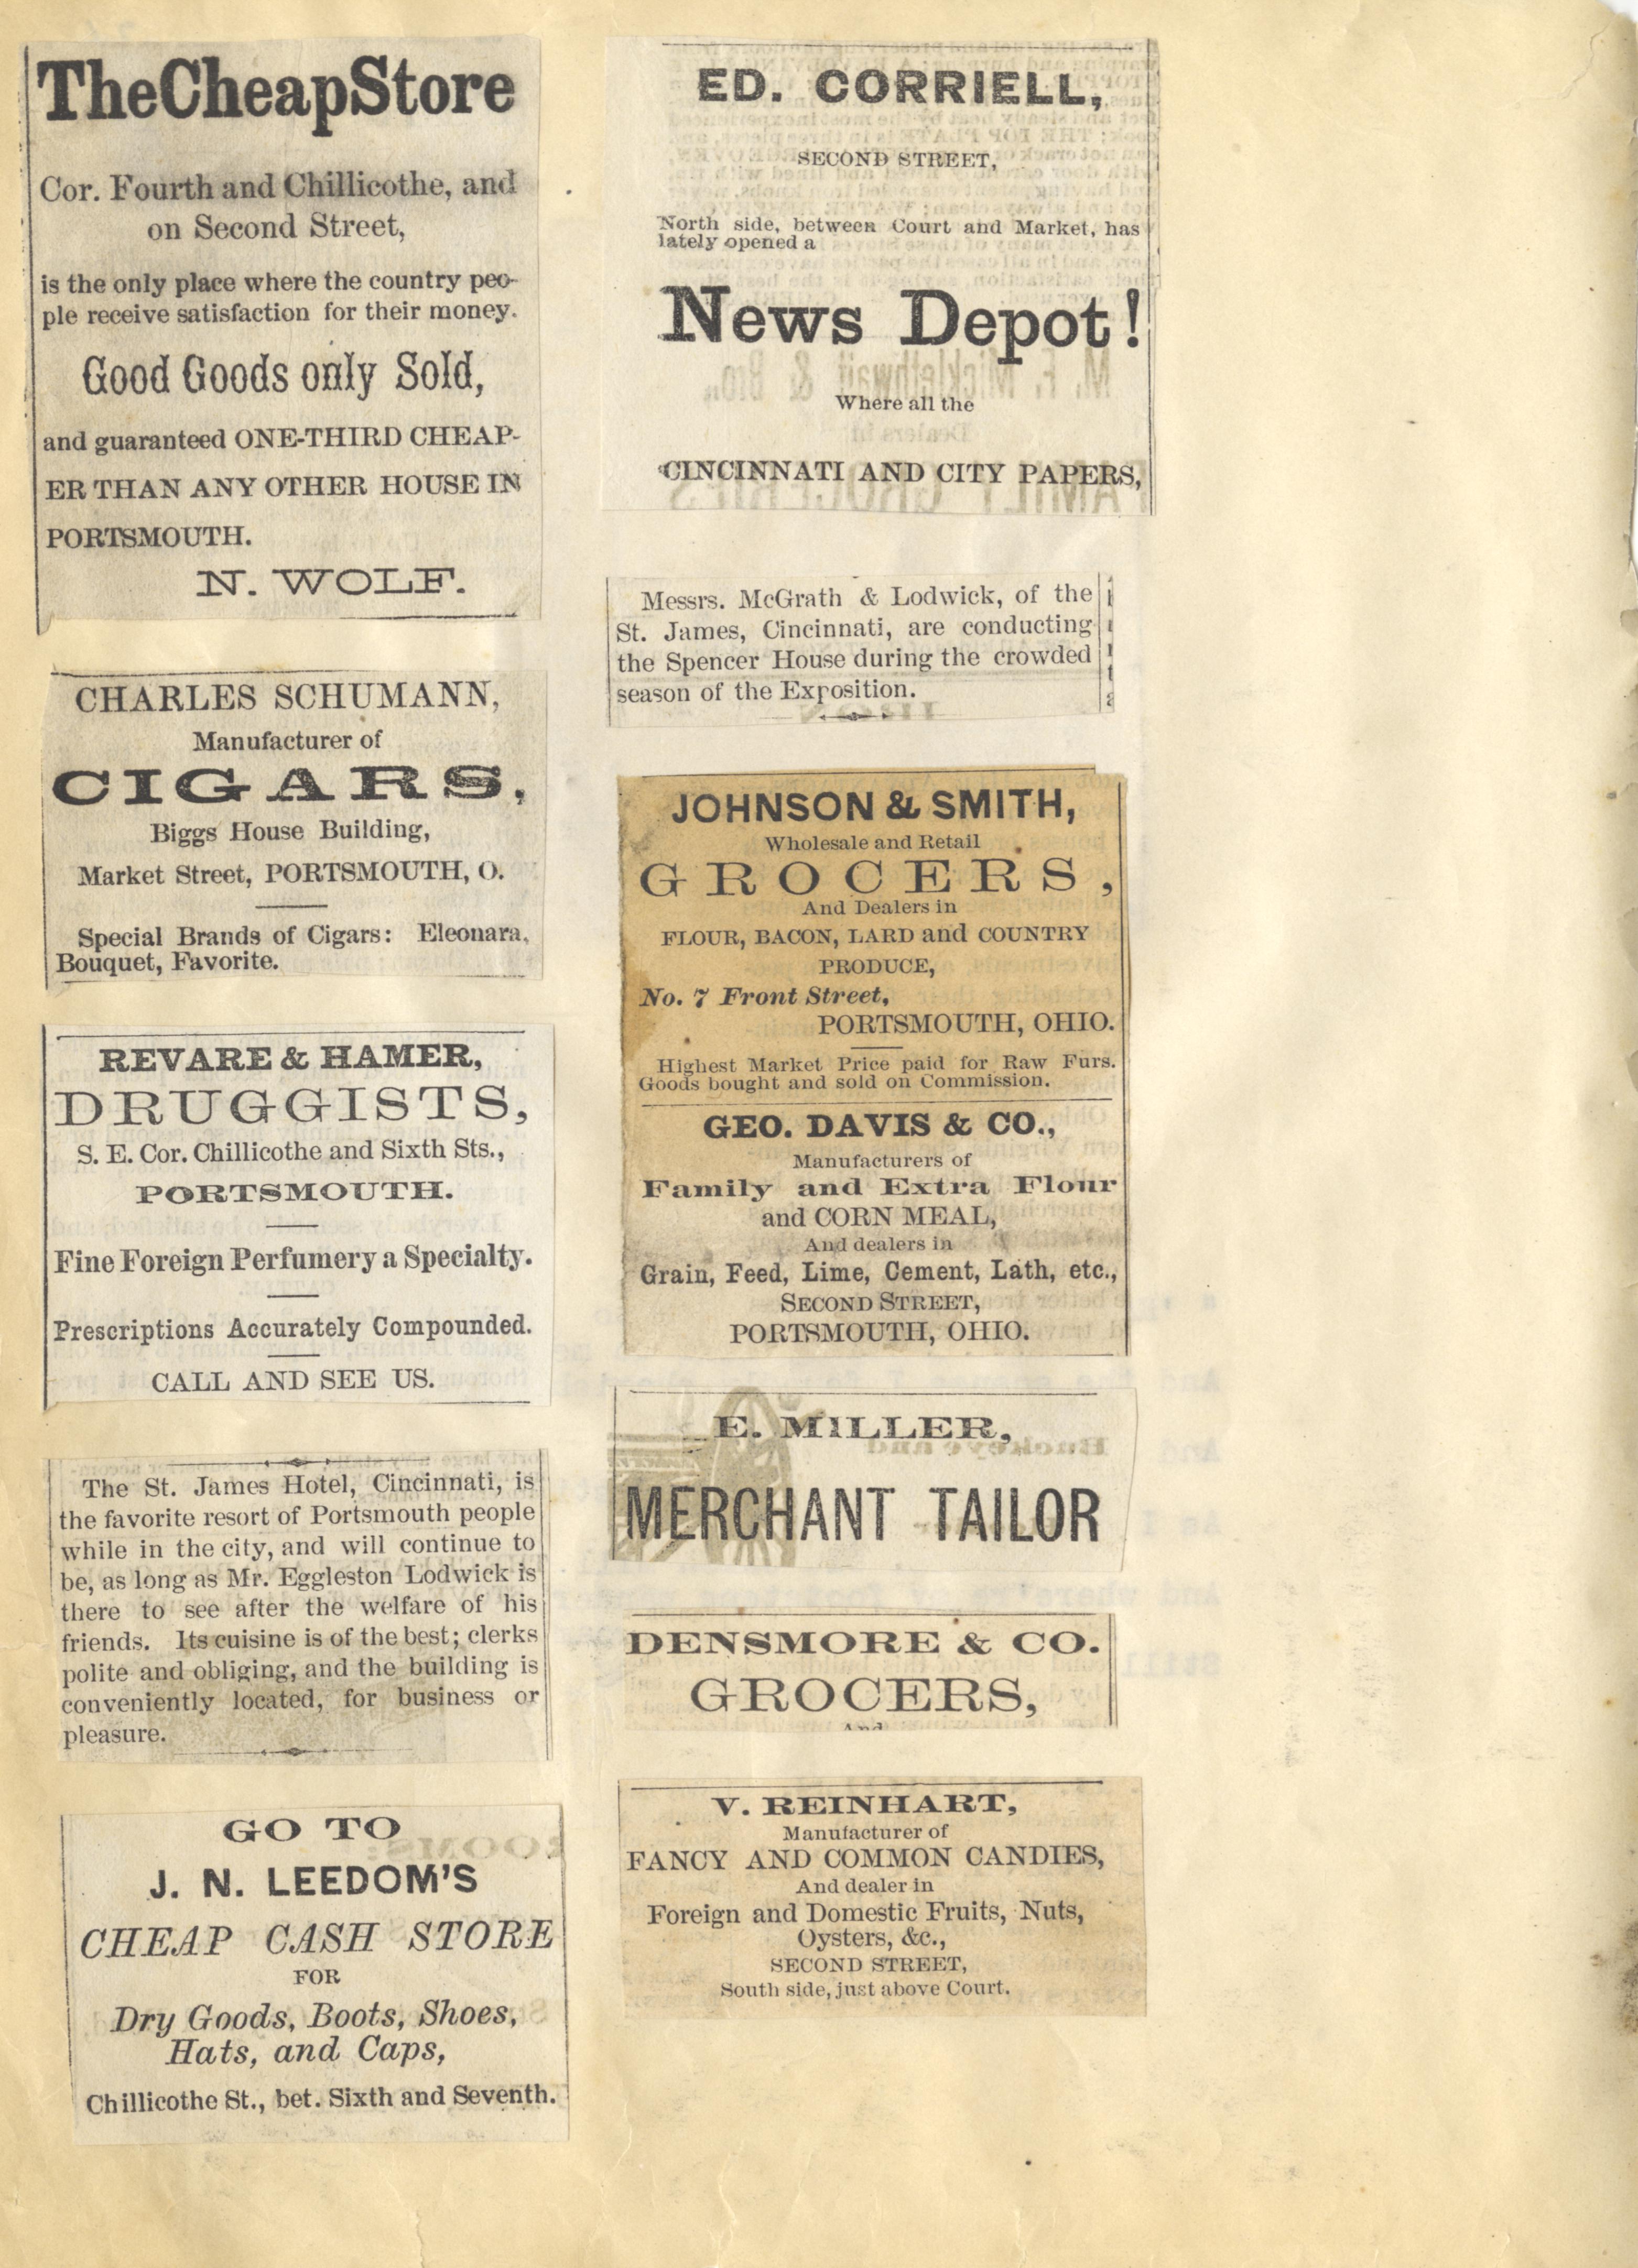 TheCheapStore
Cor. Fourth and Chillicothe, and
on Second Street,
is the only place where the country peo-
ple receive satisfaction for their money.
Good Goods only Sold,
and guaranteed ONE-THIRD CHEAP-
ER THAN ANY OTHER HOUSE IN
PORTSMOUTH.
N. WOLF.
CHARLES SCHUMANN,
Manufacturer of
CIGARS,
Biggs House Building,
Market Street, PORTSMOUTH, O.
Special Brands of Cigars: Eleonara,
Bouquet, Favorite.
REVARE & HAMER,
DRUGGISTS,
S. E. Cor. Chillicothe and Sixth Sts.,
PORTSMOUTH.
Fine Foreign Perfumery a Specialty.
Prescriptions Accurately Compounded.
CALL AND SEE US.
The St. James Hotel, Cincinnati, is
the favorite resort of Portsmouth people
while in the city, and will continue to
be, as long as Mr. Eggleston Lodwick is
there to see after the welfare of his
friends. Its cuisine is of the best; clerks
polite and obliging, and the building is
conveniently located, for business or
pleasure.
GO TO
J. N. LEEDOM'S
CHEAP CASH STORE
FOR
Dry Goods, Boots, Shoes,
Hats, and Caps,
Chillicothe St., bet. Sixth and Seventh.
ED. CORRIELL,
SECOND STREET,
North side, between Court and Market, has
lately opened a
News Depot!
Where all the
CINCINNATI AND CITY PAPERS,
Messrs. McGrath & Lodwick, of the
St. James, Cincinnati, are conducting
the Spencer House during the crowded
season of the Exposition.
JOHNSON & SMITH,
Wholesale and Retail
GROCERS,
And Dealers in
FLOUR, BACON, LARD and COUNTRY
PRODUCE,
No. 7 Front Street,
PORTSMOUTH, OHIO.
Highest Market Price paid for Raw Furs.
Goods bought and sold on Commission.
GEO. DAVIS & CO.,
Manufacturers of
Family and Extra Flour
and CORN MEAL,
And dealers in
Grain, Feed, Lime, Cement, Lath, etc.,
SECOND STREET,
PORTSMOUTH, OHIO.
E. MILLER,
MERCHANT TAILOR
DENSMORE & CO.
GROCERS,
And
V. REINHART,
Manufacturer of
FANCY AND COMMON CANDIES,
And dealer in
Foreign and Domestic Fruits, Nuts,
Oysters, &c.,
SECOND STREET,
South side, just above Court.